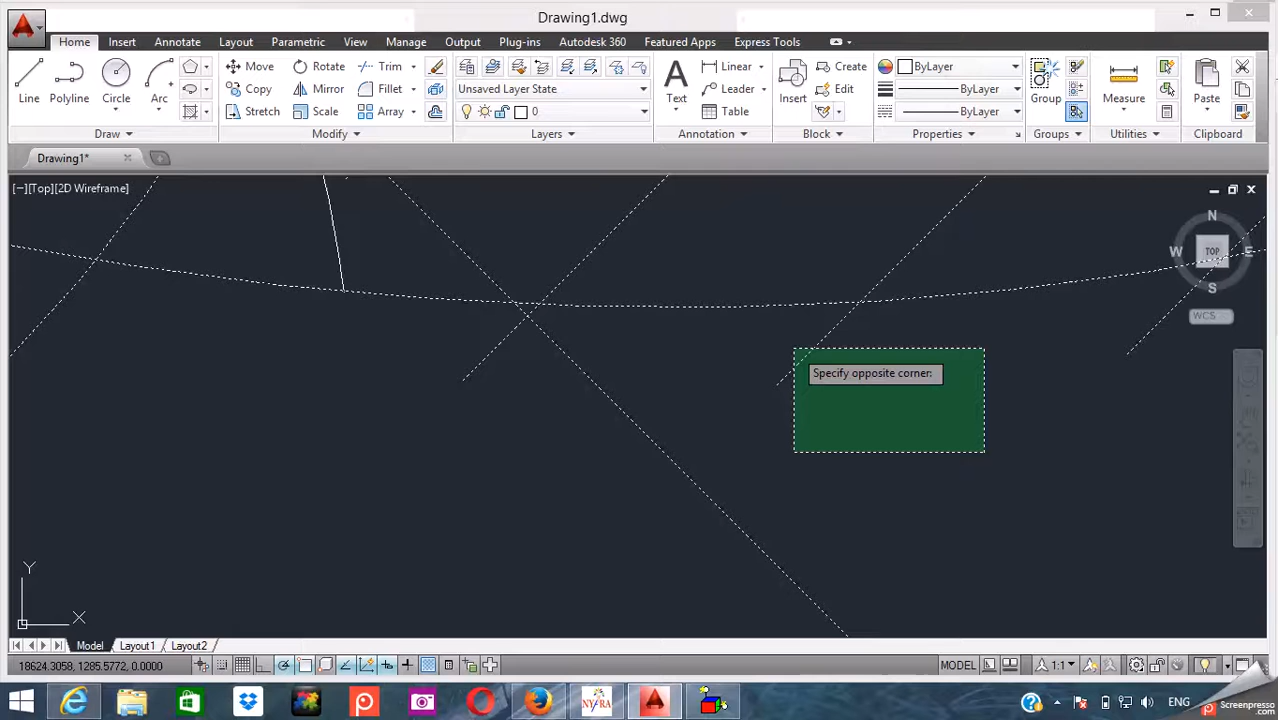 Drawing1.dwg
Home Insert Annotate Layout Parametric View Manage Output Plug-ins Autodesk 360 Featured Apps Express Tools
Line Polyline Circle Arc
Move Rotate Trim
Copy Mirror Fillet
Stretch Scale Array
Unsaved Layer State
0
Text
Linear
Leader
Table
Insert
Create
Edit
ByLayer
ByLayer
ByLayer
Group
Measure
Paste
Draw Modify Layers Annotation Block Properties Groups Utilities Clipboard
Drawing1*
[−][Top][2D Wireframe]
N
W TOP E
S
WCS
Specify opposite corner:
Y
X
Model Layout1 Layout2
18624.3058, 1285.5772, 0.0000 MODEL 1:1
NYERA
ENG
Screenpresso
.com